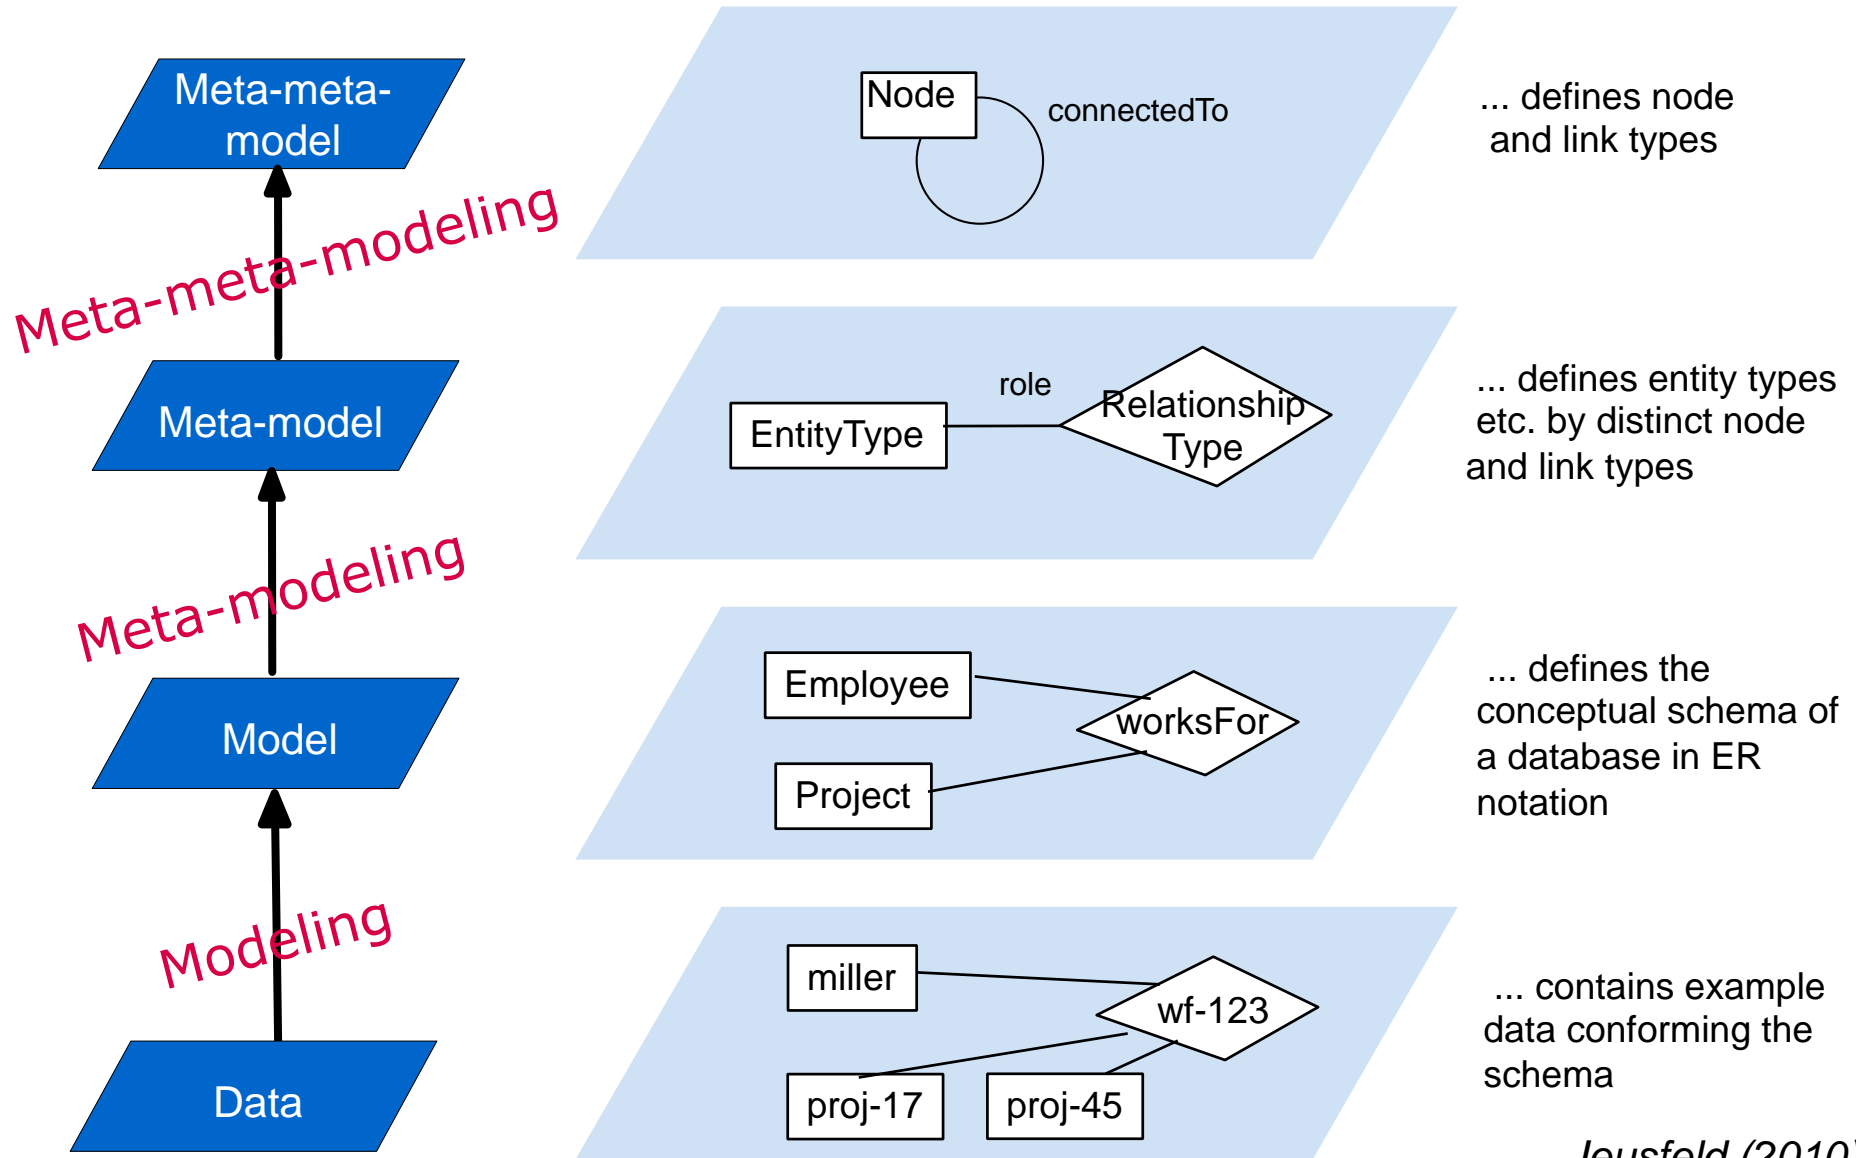 Meta-meta-
model
Node
connectedTo
... defines node
and link types
Meta-meta-modeling
Meta-model
role
EntityType
Relationship
Type
... defines entity types
etc. by distinct node
and link types
Meta-modeling
Model
Employee
worksFor
Project
... defines the
conceptual schema of
a database in ER
notation
Modeling
Data
miller
wf-123
proj-17
proj-45
... contains example
data conforming the
schema
Jeusfeld (2010)